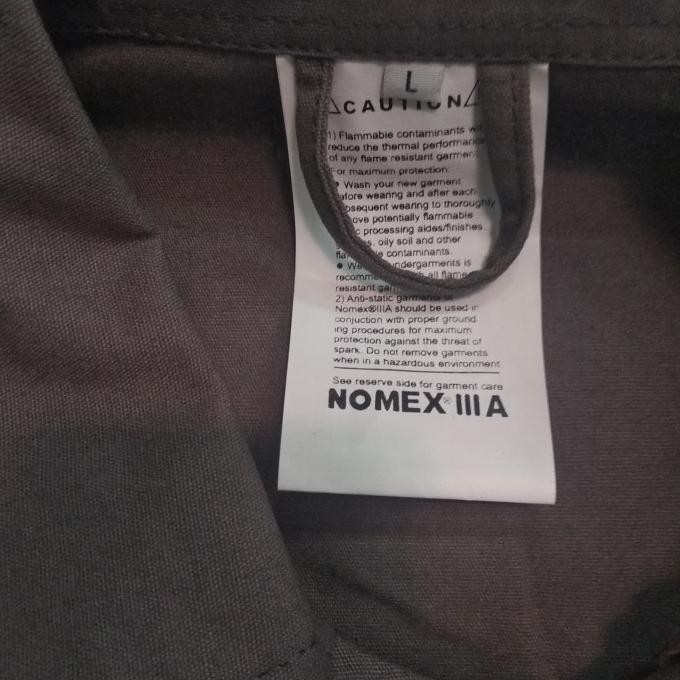 L
CAUTION
1) Flammable contaminants
reduce the thermal performance
of any flame resistant garment.
For maximum protection:
● Wash your new garment
before wearing and after each
subsequent wearing to thoroughly
potentially flammable
processing aides/finishes.
oily soil and other
contaminants.
● undergarments is
all flame
resistant
2) Anti-static
Nomex®IIIA should be used in
conjuction with proper ground
ing procedures for maximum
protection against the threat of
spark. Do not remove garments
when in a hazardous environment
See reserve side for garment care
NOMEX® III A